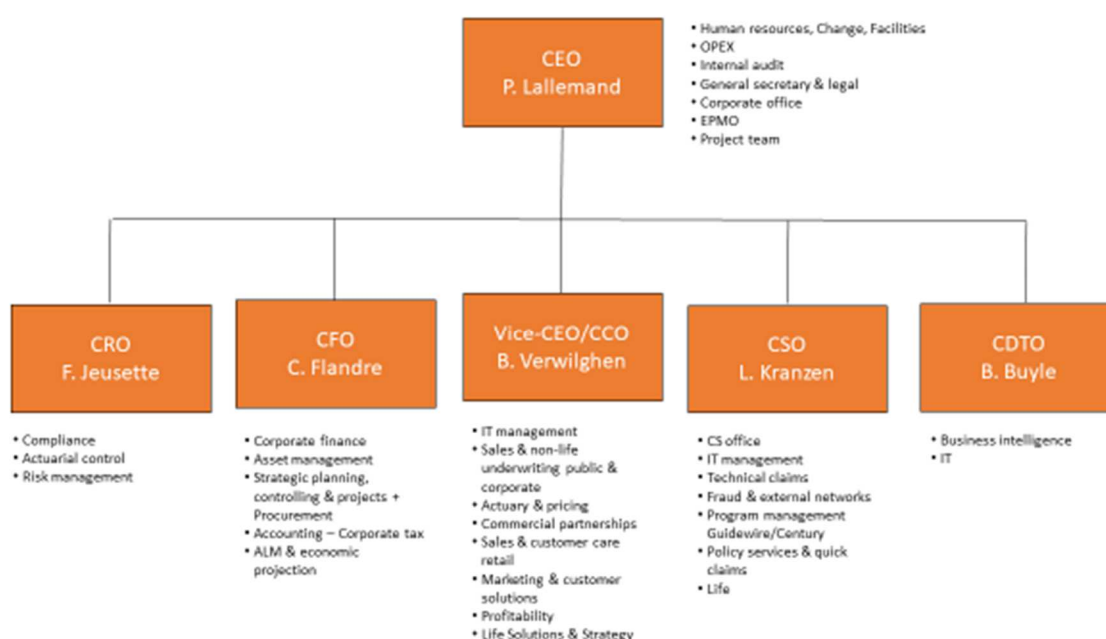 CEO
P. Lallemand
• Human resources, Change, Facilities
• OPEX
• Internal audit
• General secretary & legal
• Corporate office
• EPMO
• Project team
CRO
F. Jeusette
• Compliance
• Actuarial control
• Risk management
CFO
C. Flandre
• Corporate finance
• Asset management
• Strategic planning,
controlling & projects +
Procurement
• Accounting – Corporate tax
• ALM & economic
projection
Vice-CEO/CCO
B. Verwilghen
• IT management
• Sales & non-life
underwriting public &
corporate
• Actuary & pricing
• Commercial partnerships
• Sales & customer care
retail
• Marketing & customer
solutions
• Profitability
• Life Solutions & Strategy
CSO
L. Kranzen
• CS office
• IT management
• Technical claims
• Fraud & external networks
• Program management
Guidewire/Century
• Policy services & quick
claims
• Life
CDTO
B. Buyle
• Business intelligence
• IT